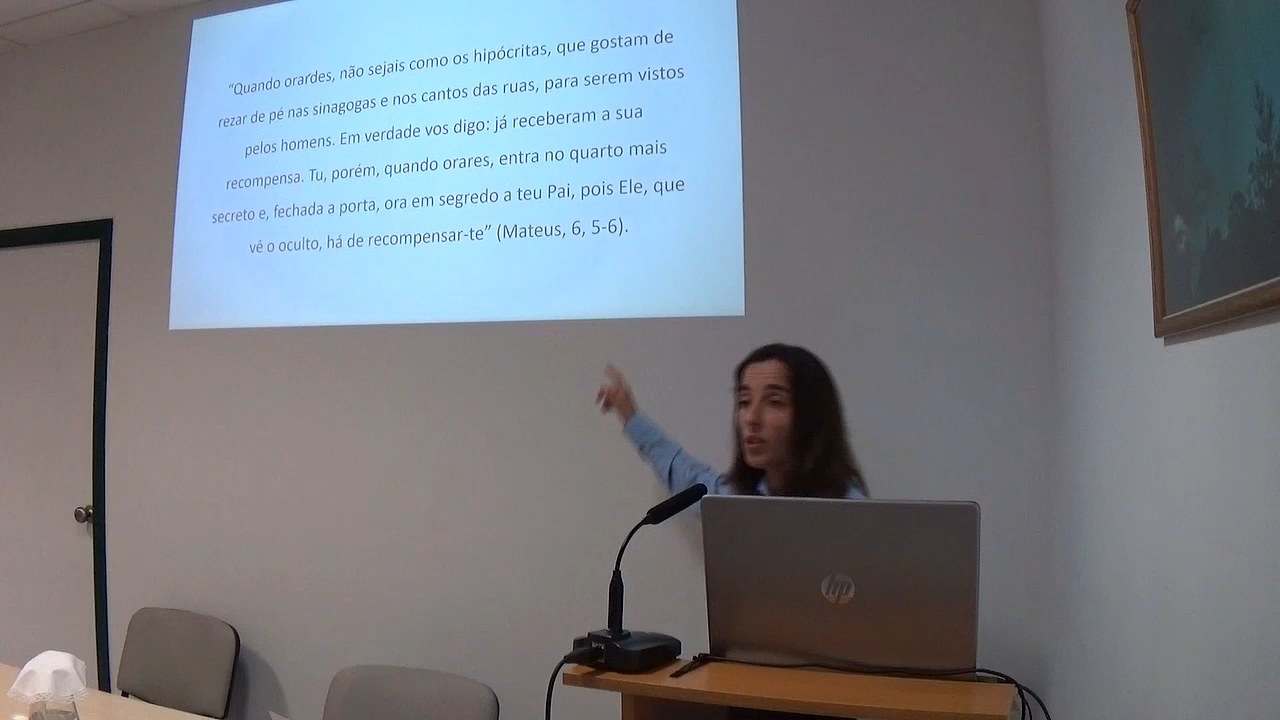 “Quando orardes, não sejais como os hipócritas, que gostam de
rezar de pé nas sinagogas e nos cantos das ruas, para serem vistos
pelos homens. Em verdade vos digo: já receberam a sua
recompensa. Tu, porém, quando orares, entra no quarto mais
secreto e, fechada a porta, ora em segredo a teu Pai, pois Ele, que
vê o oculto, há de recompensar-te” (Mateus, 6, 5-6).
hp